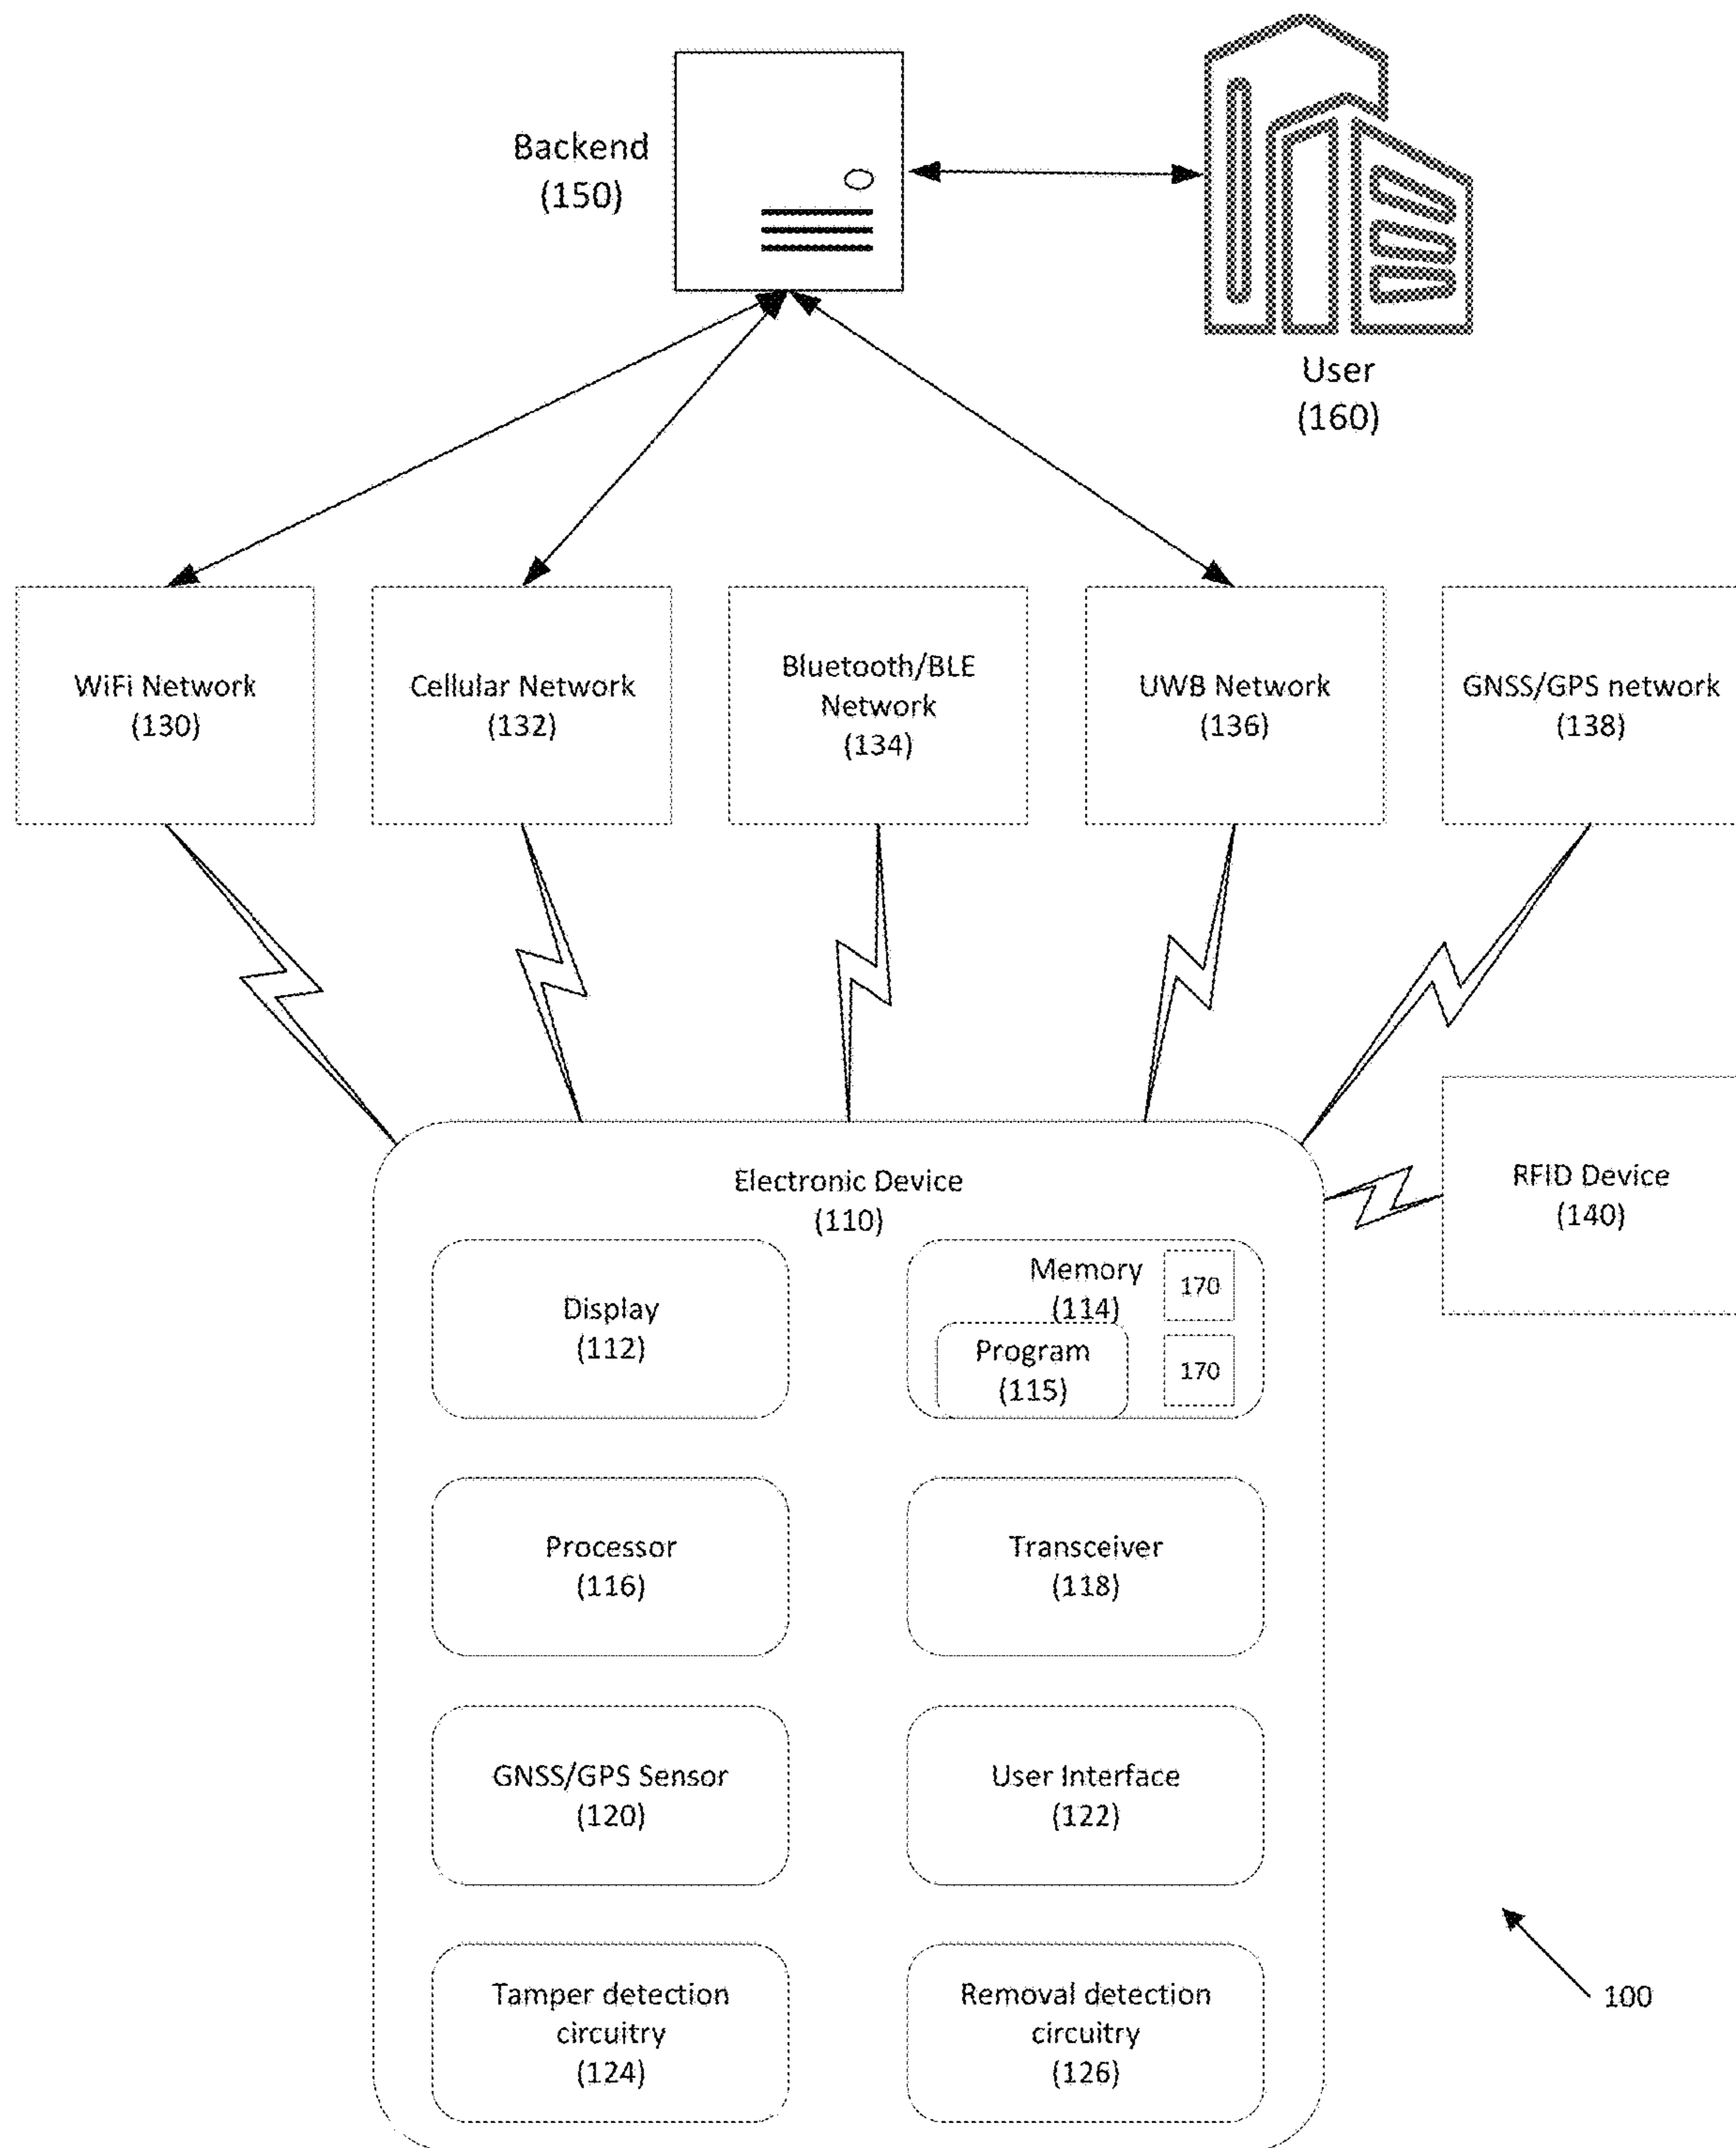 Backend
(150)
User
(160)
WiFi Network
(130)
Cellular Network
(132)
Bluetooth/BLE
Network
(134)
UWB Network
(136)
GNSS/GPS network
(138)
Electronic Device
(110)
RFID Device
(140)
Display
(112)
Memory
(114)
170
Program
(115)
170
Processor
(116)
Transceiver
(118)
GNSS/GPS Sensor
(120)
User Interface
(122)
Tamper detection
circuitry
(124)
Removal detection
circuitry
(126)
100